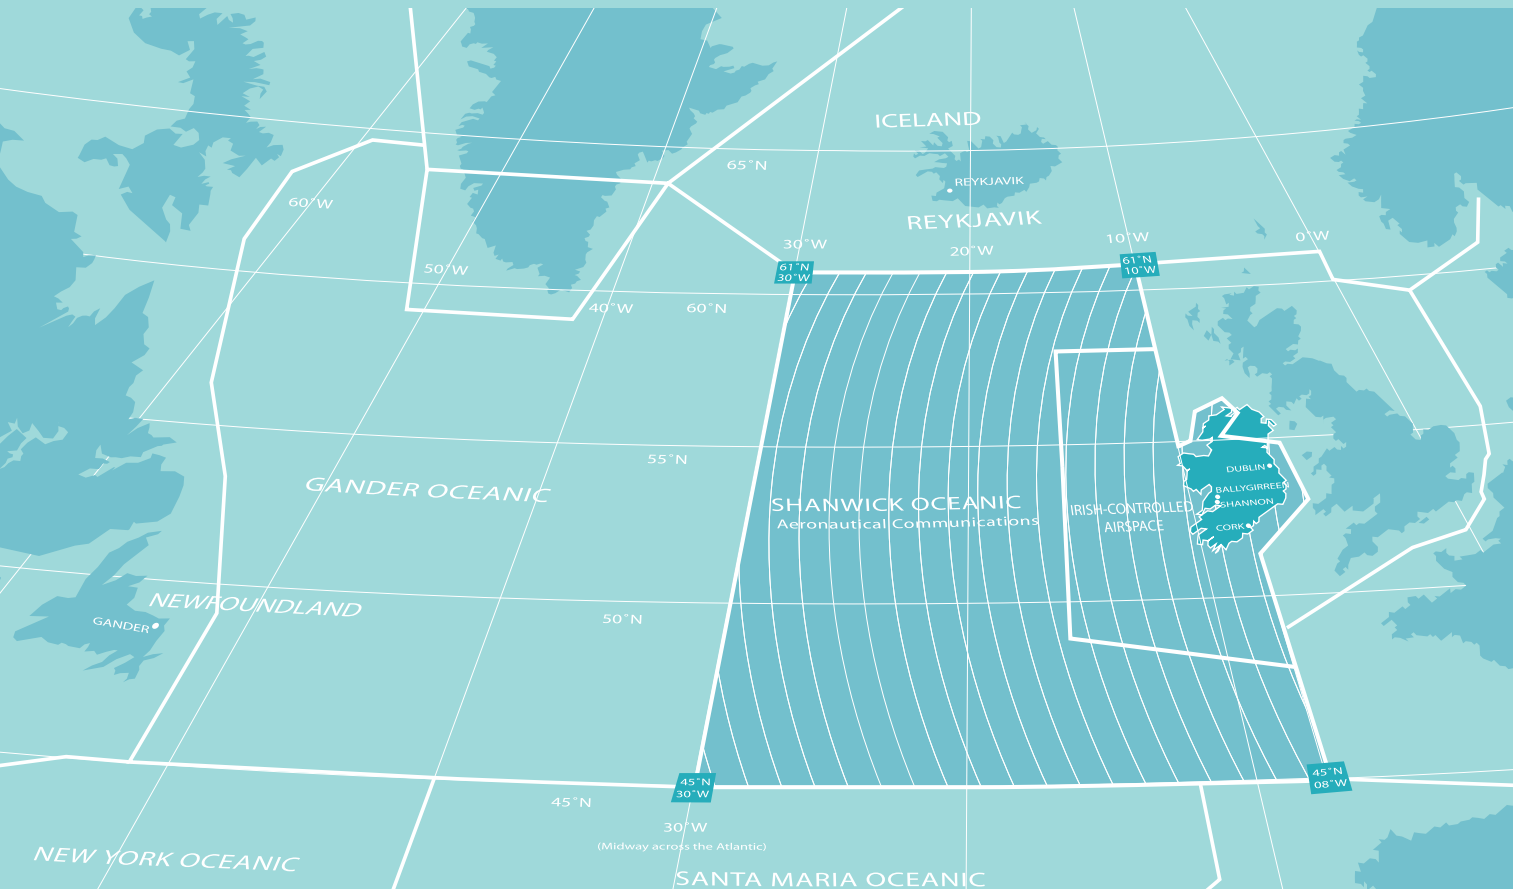 ICELAND
65°N
REYKJAVIK
60°W
REYKJAVIK
30°W
20°W
10°W
0°W
50°W
61°N
30°W
61°N
10°W
40°W
60°N
55°N
GANDER OCEANIC
SHANWICK OCEANIC
Aeronautical Communications
IRISH-CONTROLLED
AIRSPACE
DUBLIN
BALLYGIRREEN
SHANNON
CORK
NEWFOUNDLAND
GANDER
50°N
45°N
30°W
45°N
08°W
45°N
30°W
(Midway across the Atlantic)
NEW YORK OCEANIC
SANTA MARIA OCEANIC